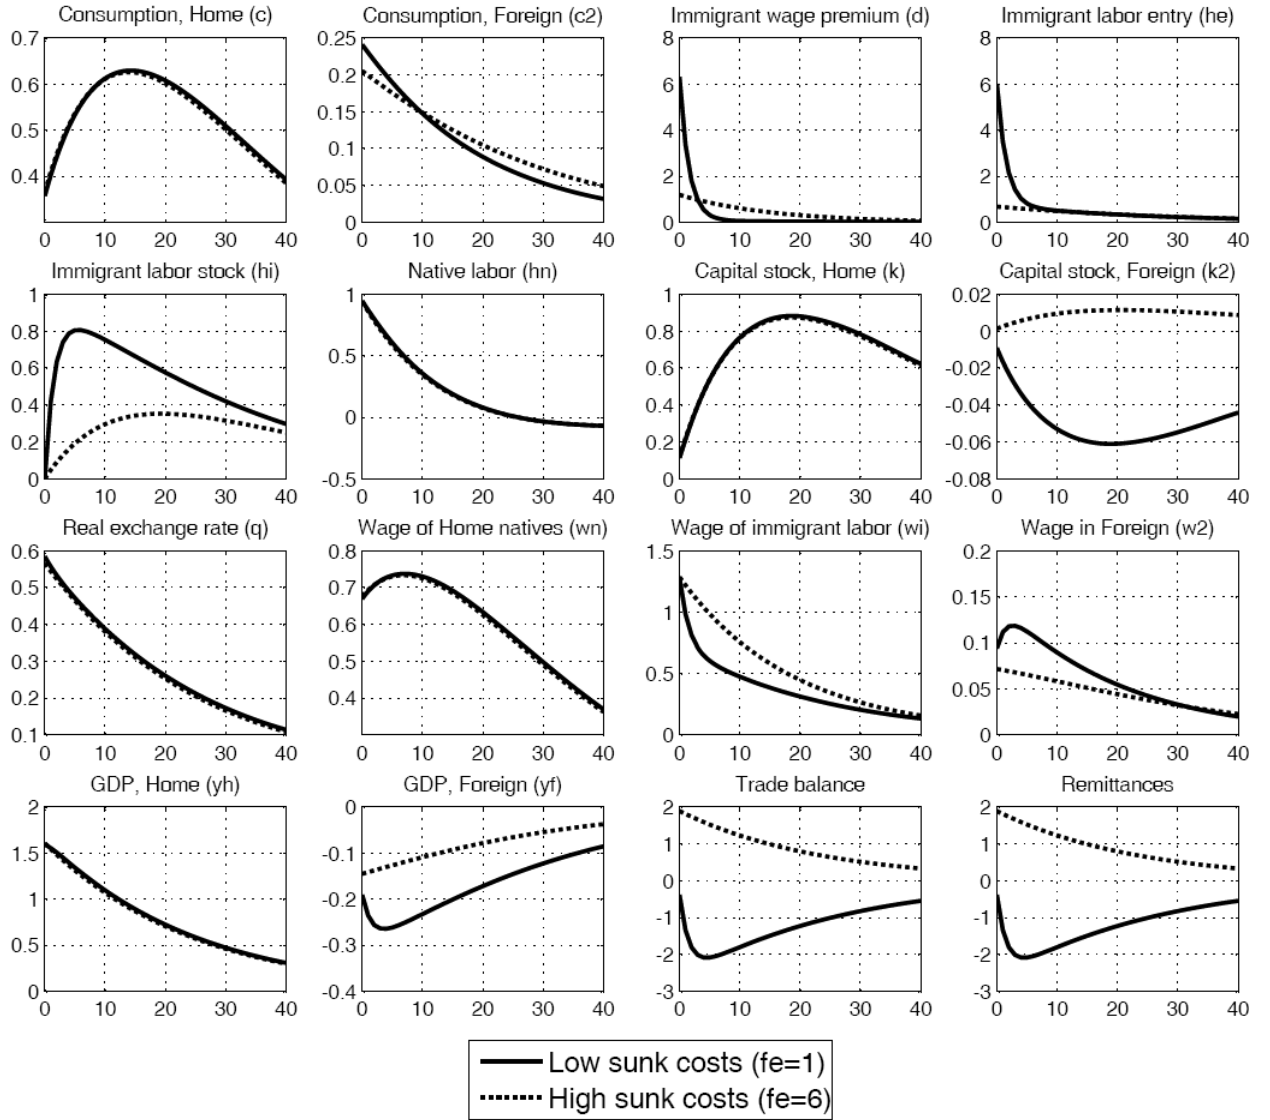 Consumption, Home (c) Consumption, Foreign (c2) Immigrant wage premium (d) Immigrant labor entry (he)
0.7 0.25 8 8
0.6 0.2 6 6
0.15
0.5 4 4
0.1
0.4 0.05 2 2
0 0 0
0 10 20 30 40 0 10 20 30 40 0 10 20 30 40 0 10 20 30 40
Immigrant labor stock (hi) Native labor (hn) Capital stock, Home (k) Capital stock, Foreign (k2)
1 1 1 0.02
0.8 0.8 0
0.6 0.5 0.6 -0.02
0.4 0.4 -0.04
0.2 0 0.2 -0.06
0 -0.5 0 -0.08
0 10 20 30 40 0 10 20 30 40 0 10 20 30 40 0 10 20 30 40
Real exchange rate (q) Wage of Home natives (wn) Wage of immigrant labor (wi) Wage in Foreign (w2)
0.6 0.8 1.5 0.2
0.5 0.7 0.15
0.4 0.6 1 0.1
0.3 0.5 0.5
0.2 0.4 0.05
0.1 0 0
0 10 20 30 40 0 10 20 30 40 0 10 20 30 40 0 10 20 30 40
GDP, Home (yh) GDP, Foreign (yf) Trade balance Remittances
2 0 2 2
1.5 -0.1 1 1
0 0
1 -0.2 -1 -1
0.5 -0.3 -2 -2
0 -0.4 -3 -3
0 10 20 30 40 0 10 20 30 40 0 10 20 30 40 0 10 20 30 40
Low sunk costs (fe=1)
High sunk costs (fe=6)